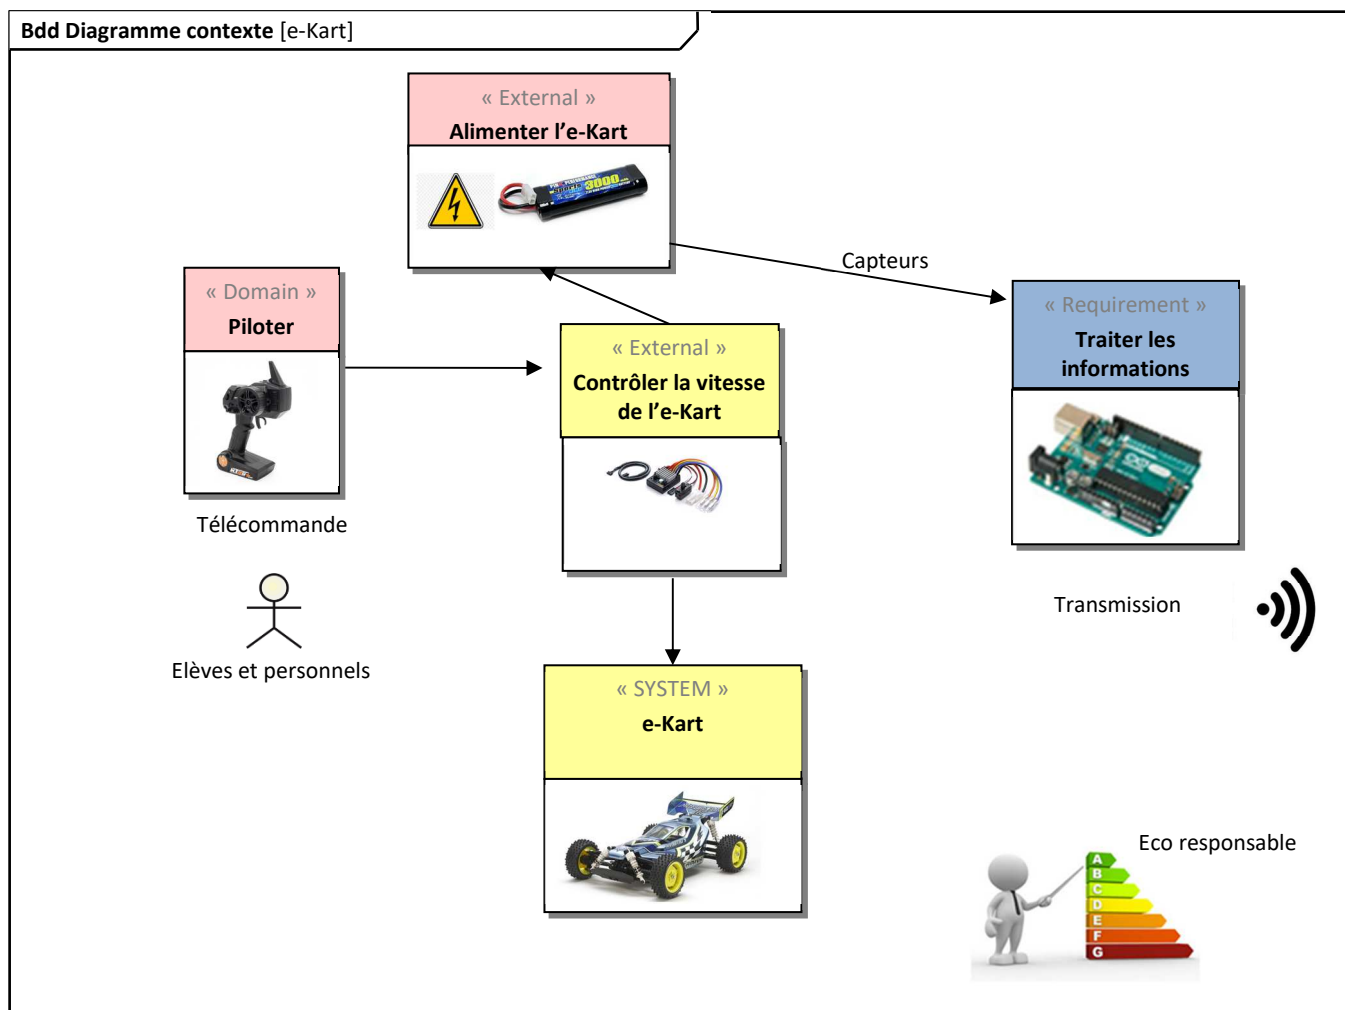 Bdd Diagramme contexte [e-Kart]
« External »
Alimenter l’e-Kart
3000
Capteurs
« Domain »
Piloter
« External »
Contrôler la vitesse
de l’e-Kart
« Requirement »
Traiter les
informations
Télécommande
Transmission
Elèves et personnels
« SYSTEM »
e-Kart
Eco responsable
A
B
C
D
E
F
G